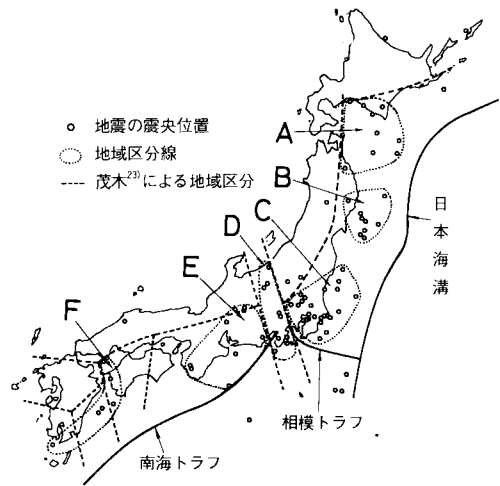 地震の震央位置
地域区分線
茂木23)による地域区分
A
B
C
D
E
F
日本海溝
相模トラフ
南海トラフ